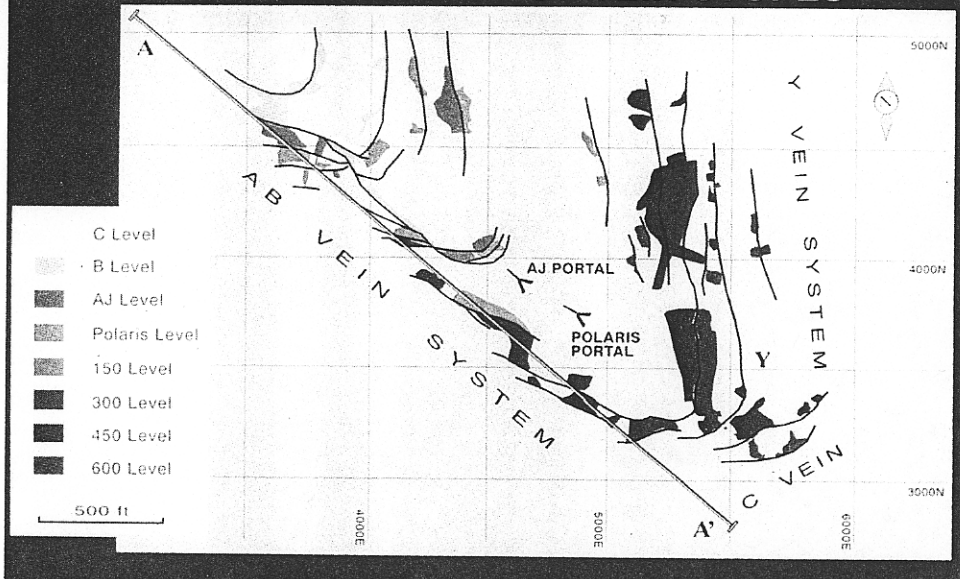 5000N
A
Y VEIN SYSTEM
AB VEIN SYSTEM
C Level
B Level
AJ Level
Polaris Level
150 Level
300 Level
450 Level
600 Level
500 ft
AJ PORTAL
4000N
POLARIS
PORTAL
Y
C VEIN
3000N
A'
4000E
5000E
6000E